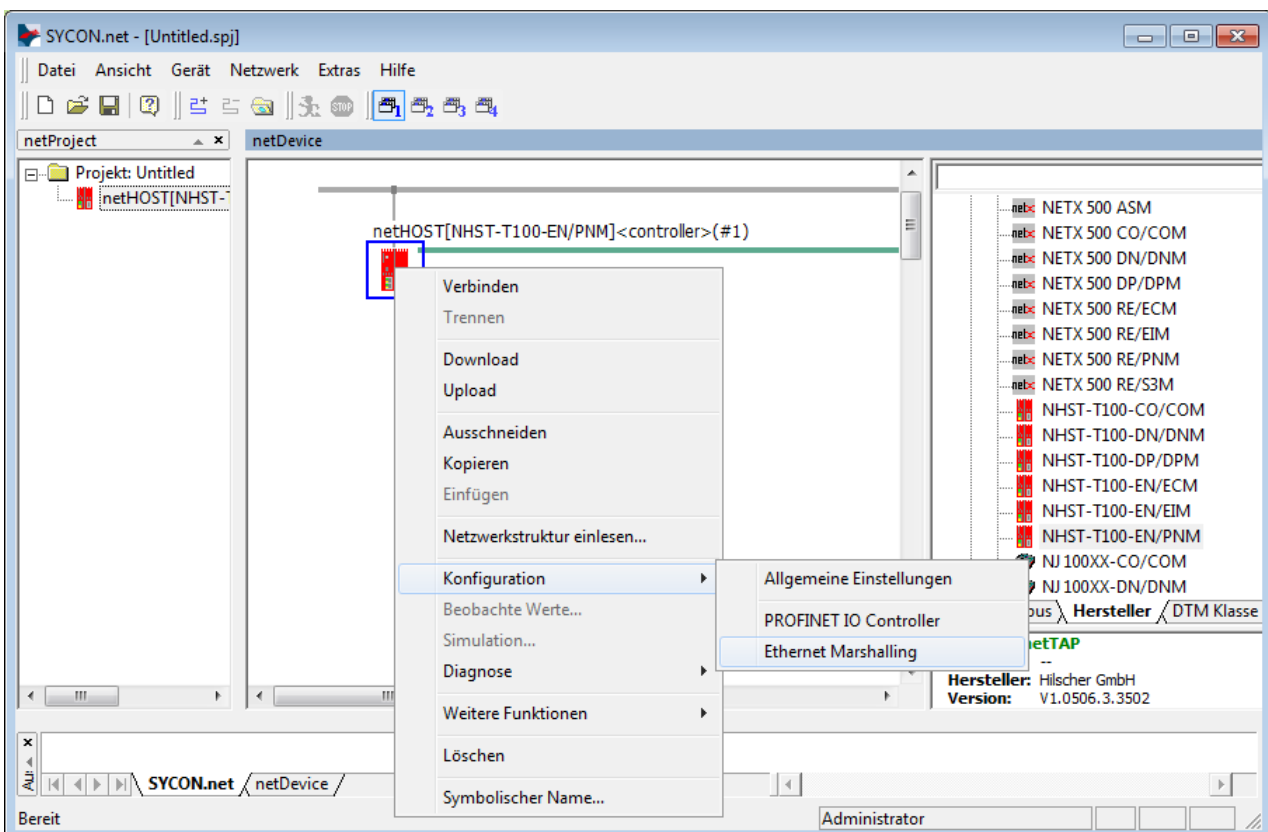 SYCON.net - [Untitled.spj]
Datei Ansicht Gerät Netzwerk Extras Hilfe
STOP 1 2 3 4
netProject
netDevice
Projekt: Untitled
netHOST[NHST-T
netHOST[NHST-T100-EN/PNM]<controller>(#1)
Verbinden
Trennen
Download
Upload
Ausschneiden
Kopieren
Einfügen
Netzwerkstruktur einlesen...
Konfiguration
Beobachte Werte...
Simulation...
Diagnose
Weitere Funktionen
Löschen
Symbolischer Name...
Allgemeine Einstellungen
PROFINET IO Controller
Ethernet Marshalling
NETX 500 ASM
NETX 500 CO/COM
NETX 500 DN/DNM
NETX 500 DP/DPM
NETX 500 RE/ECM
NETX 500 RE/EIM
NETX 500 RE/PNM
NETX 500 RE/S3M
NHST-T100-CO/COM
NHST-T100-DN/DNM
NHST-T100-DP/DPM
NHST-T100-EN/ECM
NHST-T100-EN/EIM
NHST-T100-EN/PNM
NJ 100XX-CO/COM
NJ 100XX-DN/DNM
Hersteller DTM Klasse
netTAP
--
Hersteller: Hilscher GmbH
Version: V1.0506.3.3502
SYCON.net netDevice
Bereit
Administrator